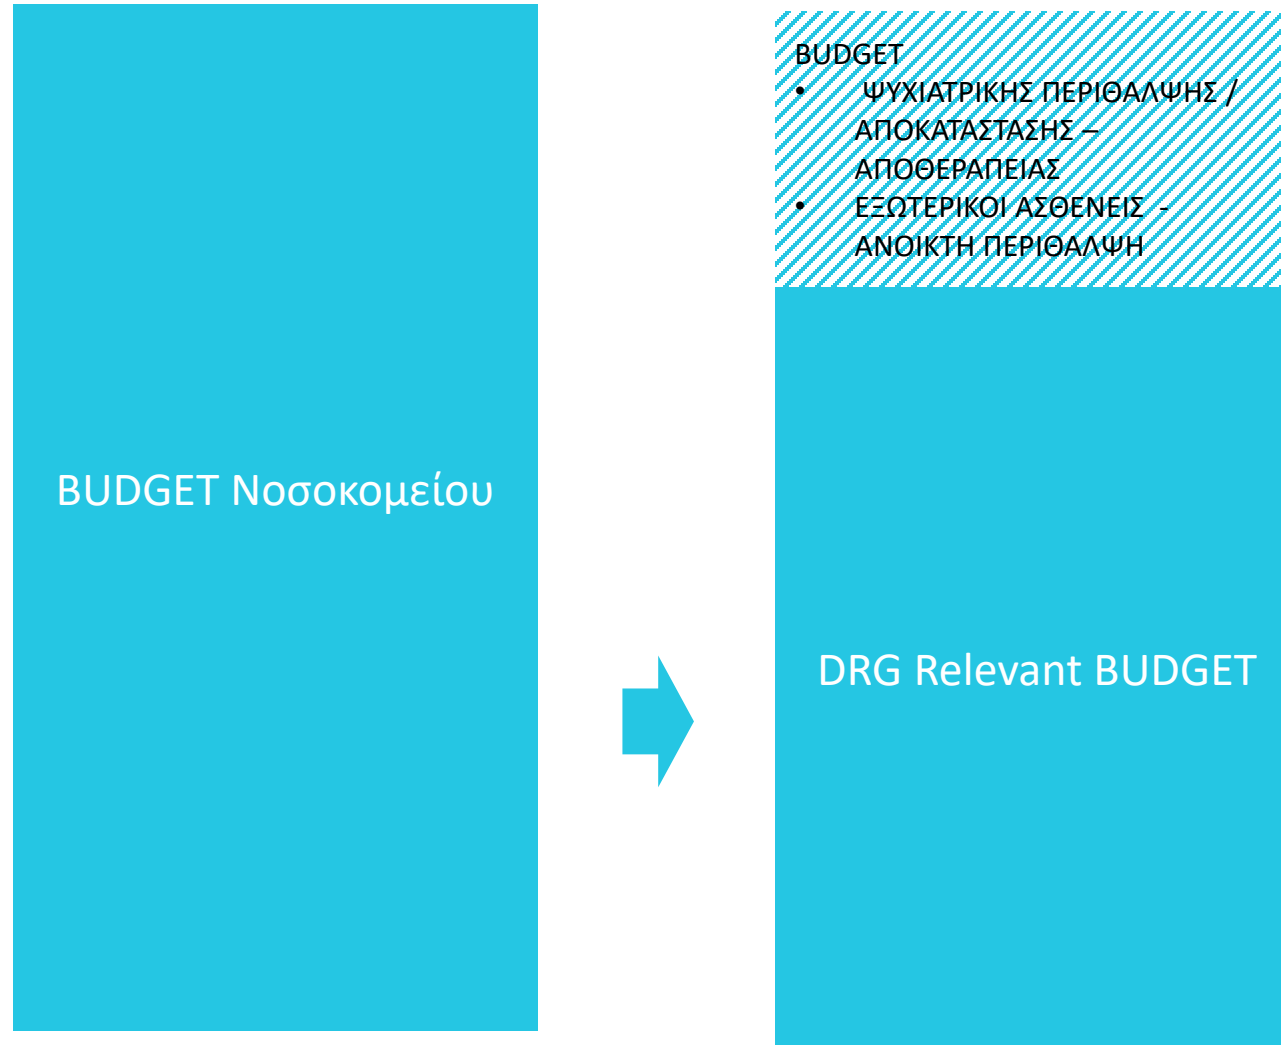 BUDGET Νοσοκομείου
BUDGET
• ΨΥΧΙΑΤΡΙΚΗΣ ΠΕΡΙΘΑΛΨΗΣ /
ΑΠΟΚΑΤΑΣΤΑΣΗΣ –
ΑΠΟΘΕΡΑΠΕΙΑΣ
• ΕΞΩΤΕΡΙΚΟΙ ΑΣΘΕΝΕΙΣ -
ΑΝΟΙΚΤΗ ΠΕΡΙΘΑΛΨΗ
DRG Relevant BUDGET